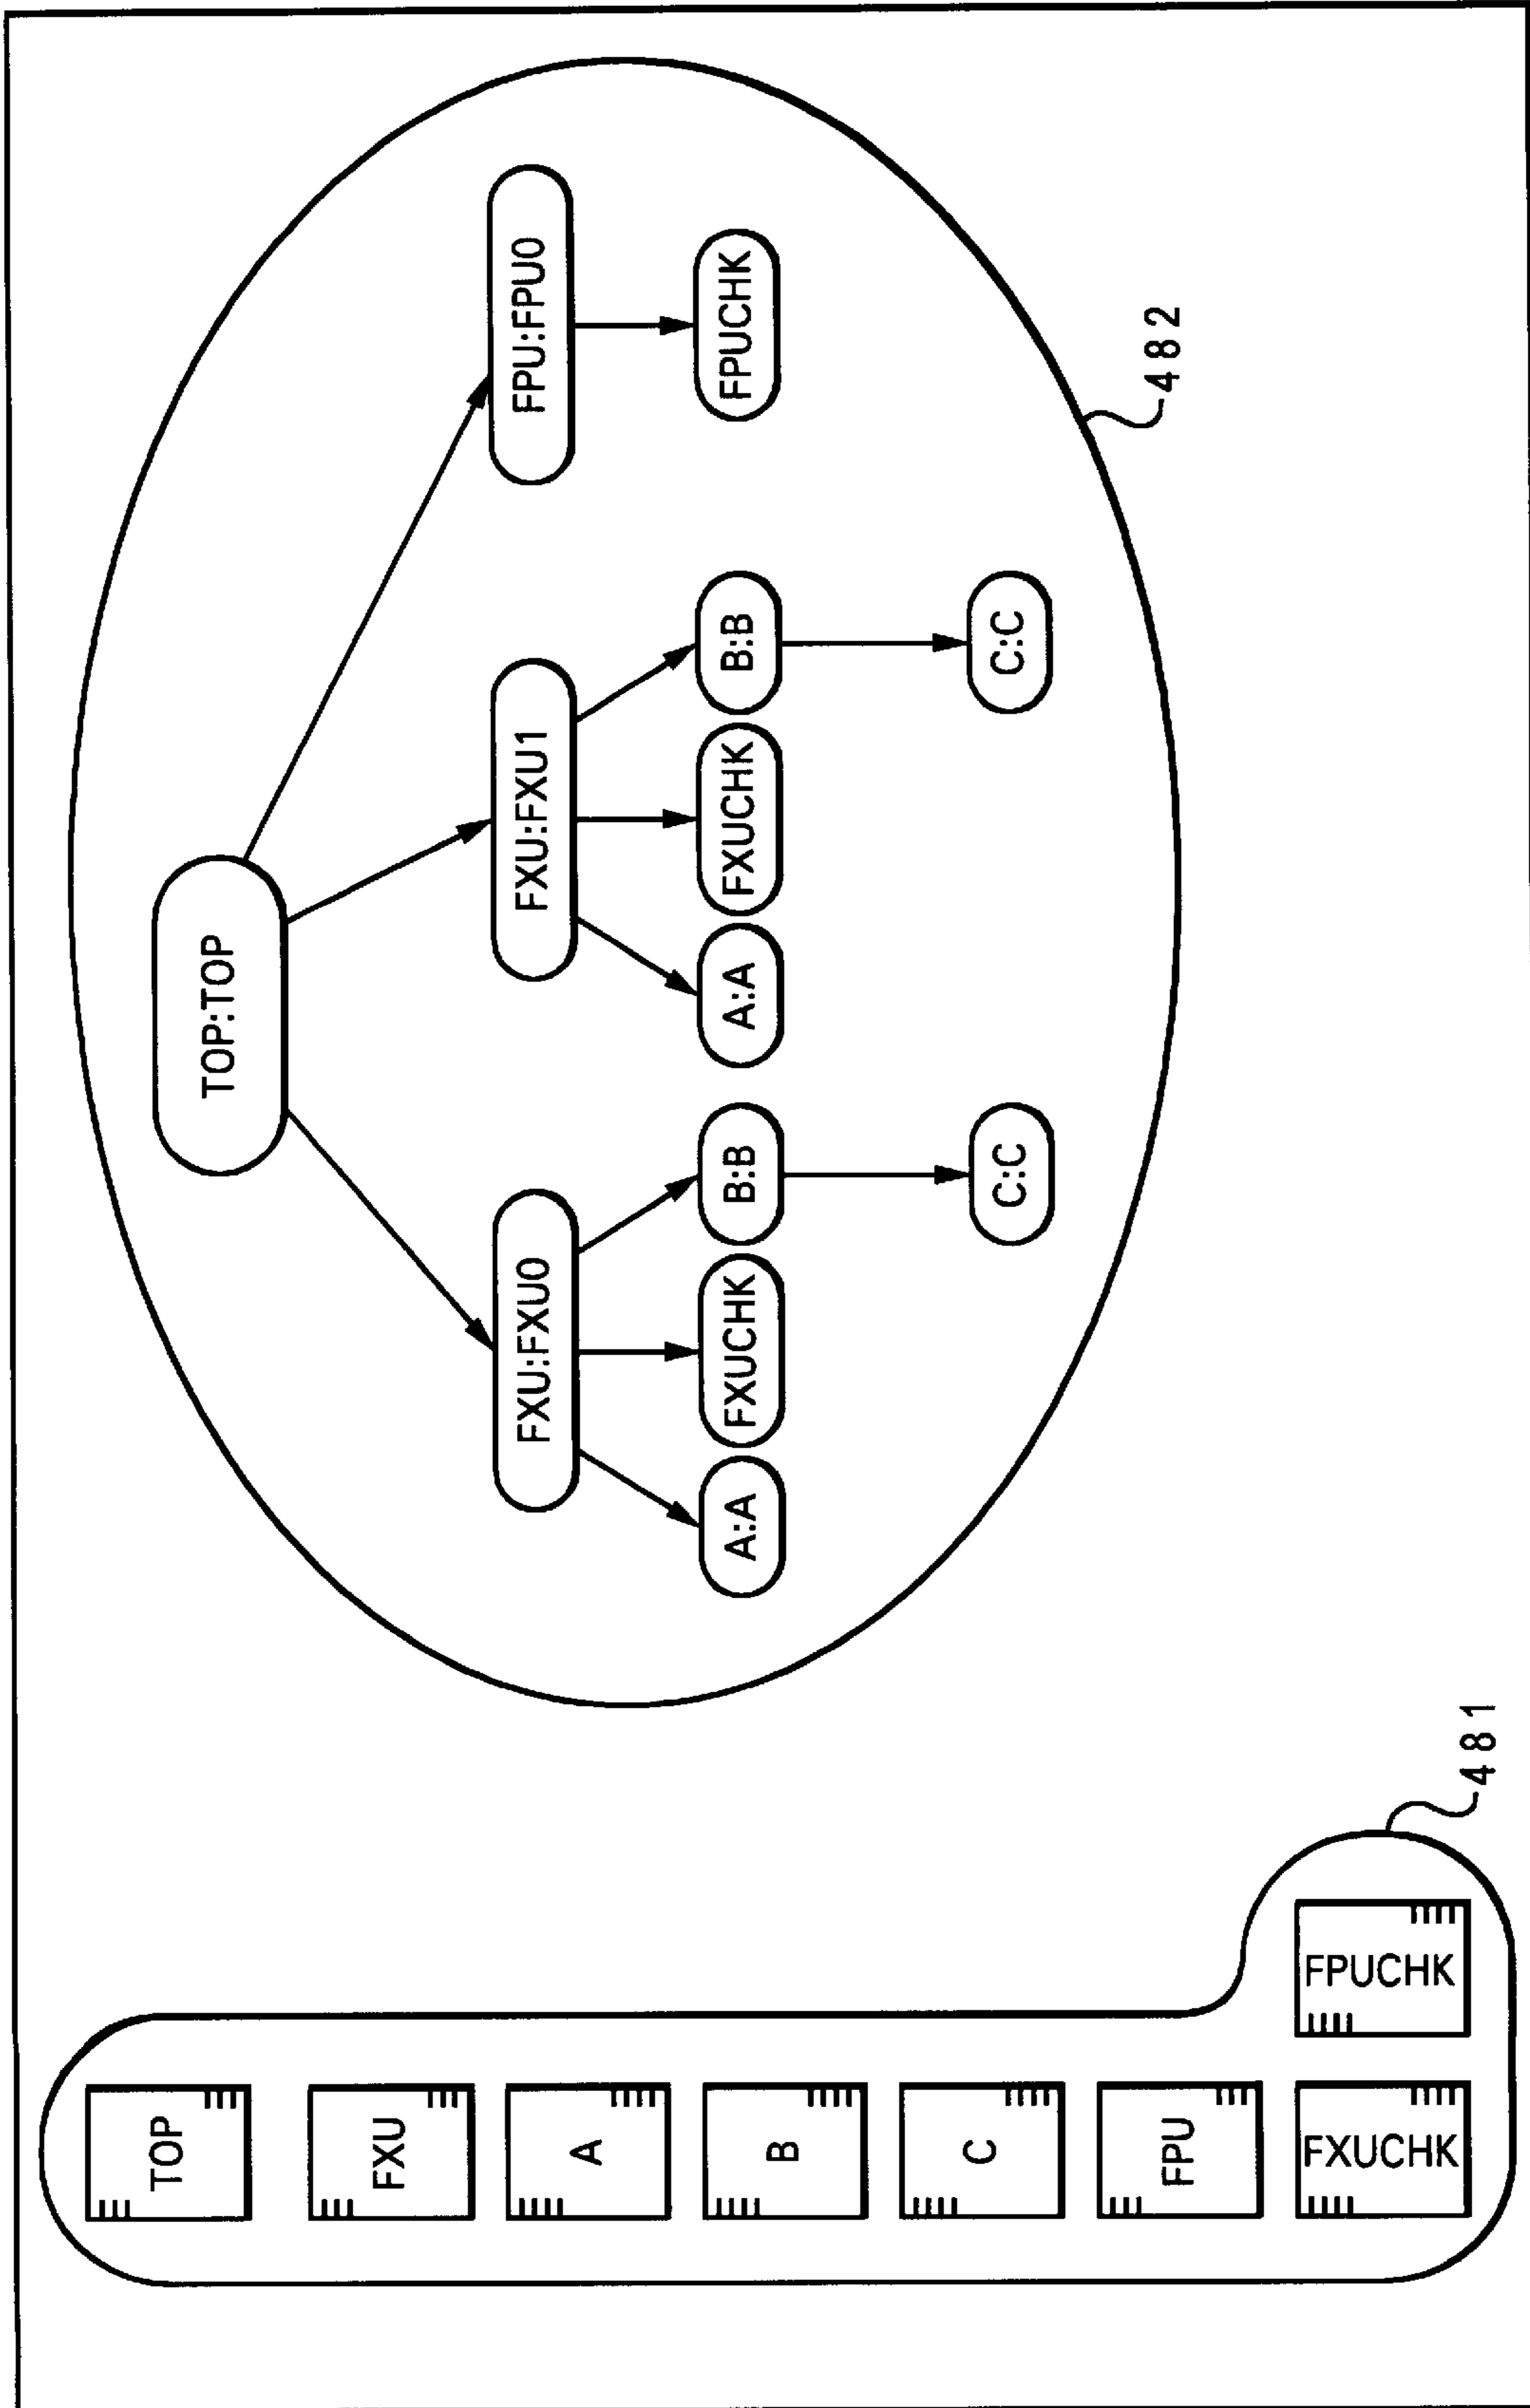 TOP
FXU
A
B
C
FPU
FXUCHK
FPUCHK
481
TOP:TOP
FXU:FXU0
FXU:FXU1
FPU:FPU0
A:A
FXUCHK
B:B
A:A
FXUCHK
B:B
FPUCHK
C:C
C:C
482